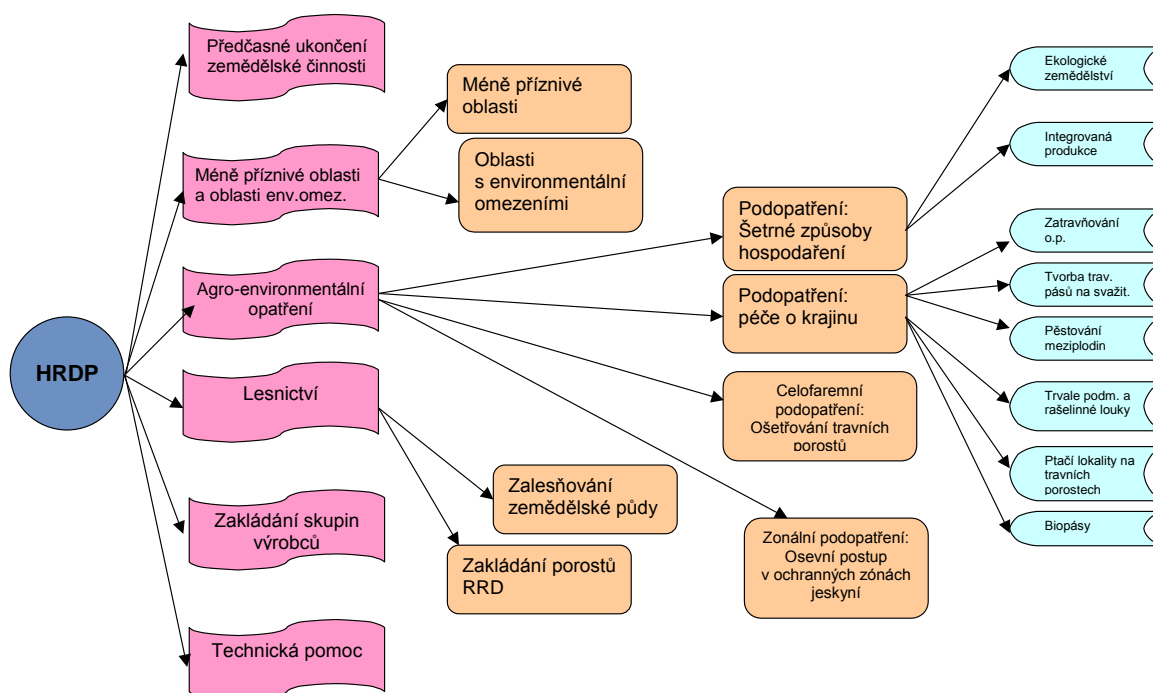 HRDP
Předčasné ukončení
zemědělské činnosti
Méně příznivé oblasti
a oblasti env.omez.
Agro-environmentální
opatření
Lesnictví
Zakládání skupin
výrobců
Technická pomoc
Méně příznivé
oblasti
Oblasti
s environmentální
omezeními
Zalesňování
zemědělské půdy
Zakládání porostů
RRD
Podopatření:
Šetrné způsoby
hospodaření
Podopatření:
péče o krajinu
Celofaremní
podopatření:
Ošetřování travních
porostů
Zonální podopatření:
Osevní postup
v ochranných zónách
jeskyní
Ekologické
zemědělství
Integrovaná
produkce
Zatravňování
o.p.
Tvorba trav.
pásů na svažit.
Pěstování
meziplodin
Trvale podm. a
rašelinné louky
Ptačí lokality na
travních
porostech
Biopásy